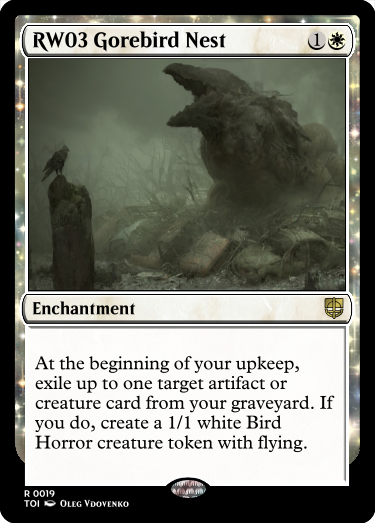 RW03 Gorebird Nest 1
Enchantment
At the beginning of your upkeep,
exile up to one target artifact or
creature card from your graveyard. If
you do, create a 1/1 white Bird
Horror creature token with flying.
R 0019
TOI Oleg Vdovenko